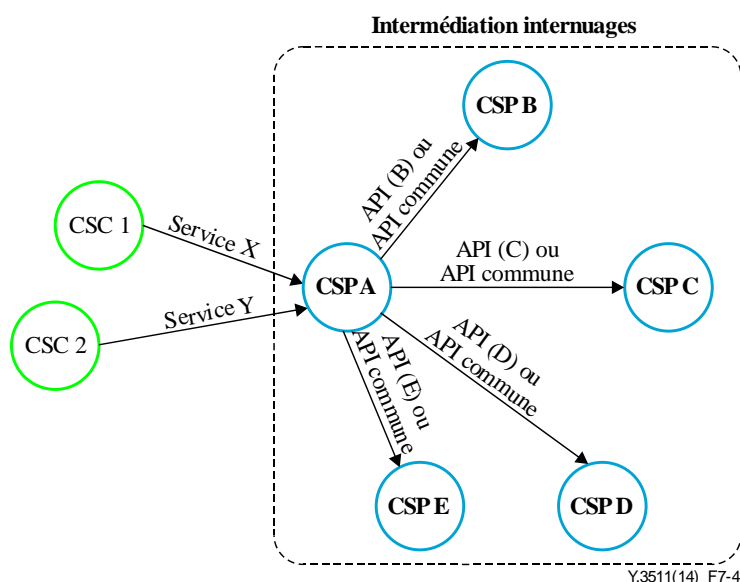 Intermédiation internuages
CSP B
API (B) ou
API commune
CSC 1
Service X
API (C) ou
API commune
CSP A
CSP C
Service Y
CSC 2
API (D) ou
API commune
API (E) ou
API commune
CSP E
CSP D
Y.3511(14)_F7-4